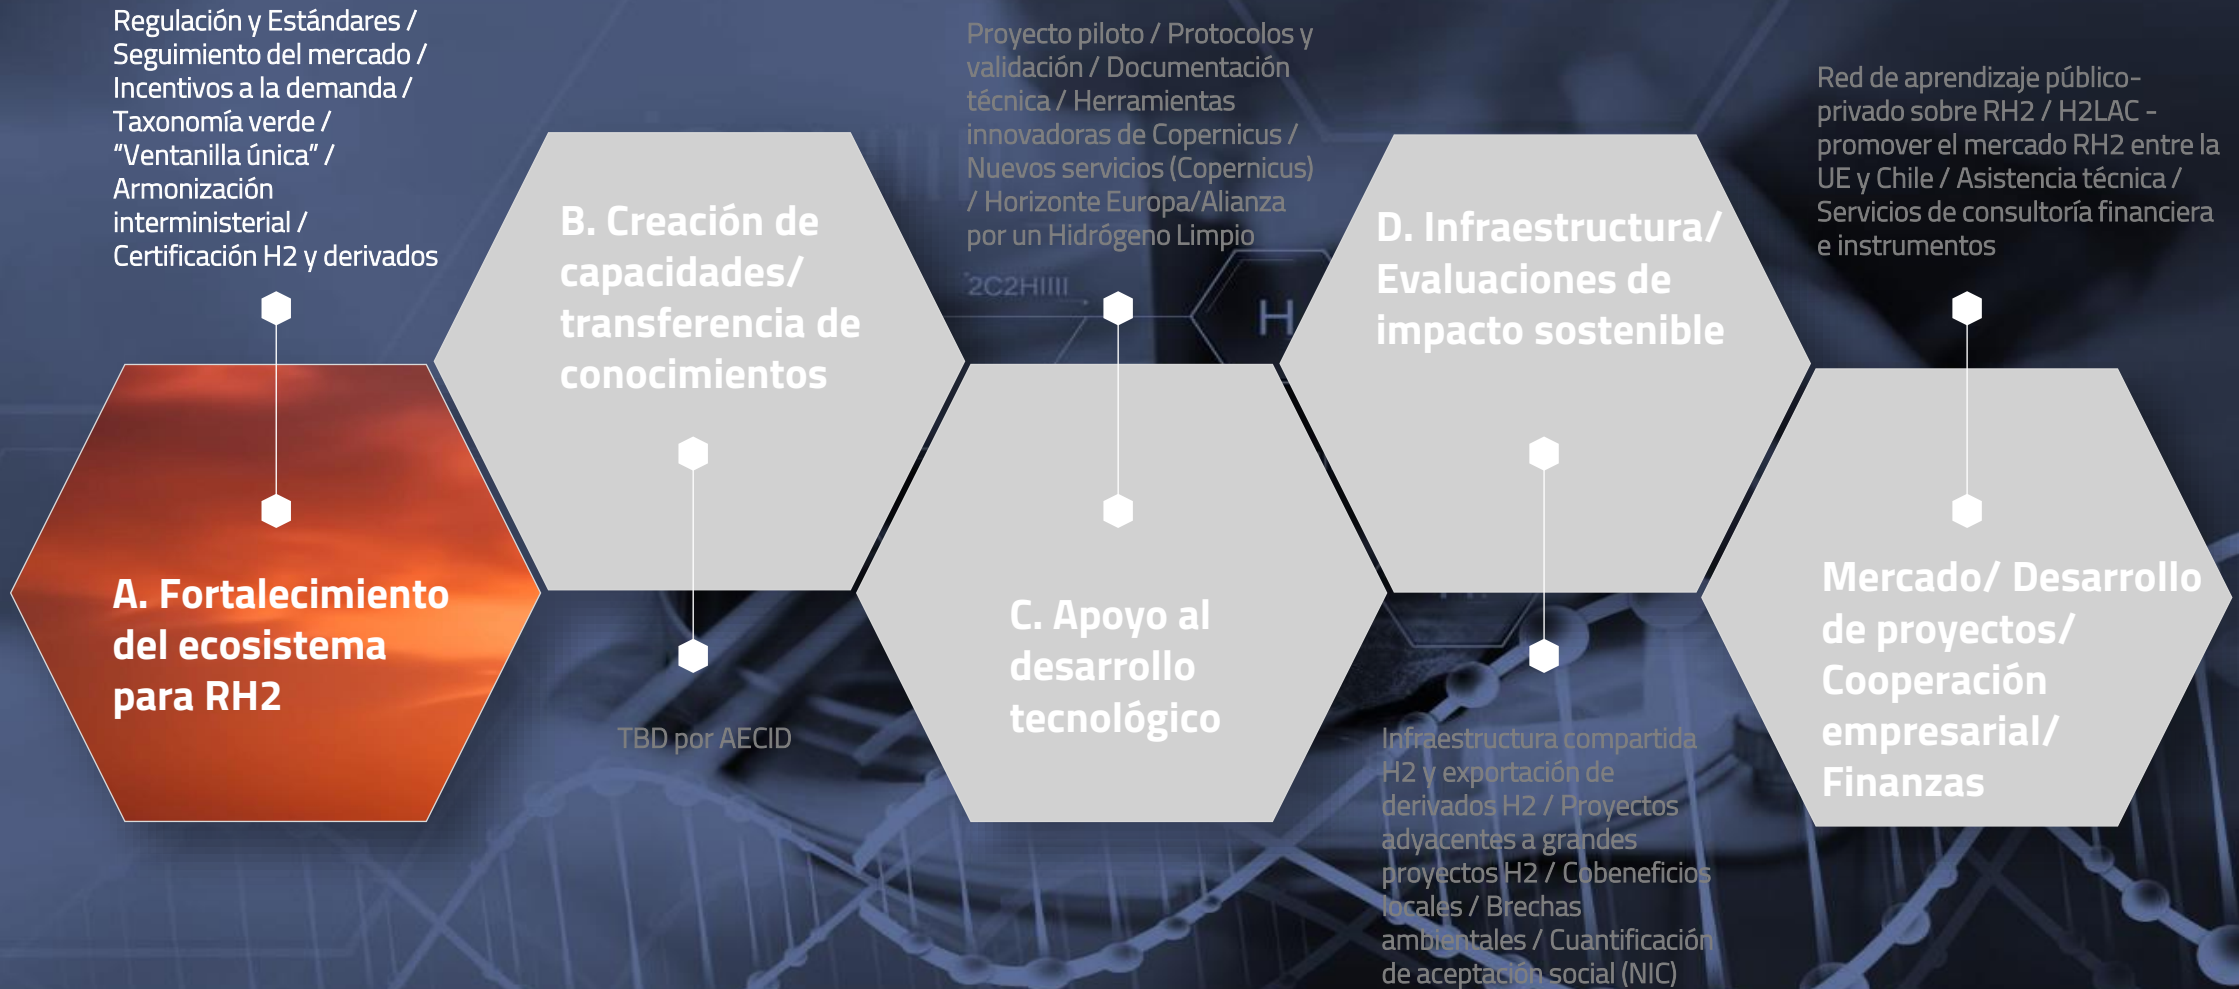 Regulación y Estándares /
Seguimiento del mercado /
Incentivos a la demanda /
Taxonomía verde /
“Ventanilla única” /
Armonización
interministerial /
Certificación H2 y derivados
A. Fortalecimiento
del ecosistema
para RH2
B. Creación de
capacidades/
transferencia de
conocimientos
TBD por AECID
Proyecto piloto / Protocolos y
validación / Documentación
técnica / Herramientas
innovadoras de Copernicus /
Nuevos servicios (Copernicus)
/ Horizonte Europa/Alianza
por un Hidrógeno Limpio
2C2HIIII
H
C. Apoyo al
desarrollo
tecnológico
D. Infraestructura/
Evaluaciones de
impacto sostenible
Infraestructura compartida
H2 y exportación de
derivados H2 / Proyectos
adyacentes a grandes
proyectos H2 / Cobeneficios
locales / Brechas
ambientales / Cuantificación
de aceptación social (NIC)
Red de aprendizaje público-
privado sobre RH2 / H2LAC -
promover el mercado RH2 entre la
UE y Chile / Asistencia técnica /
Servicios de consultoría financiera
e instrumentos
Mercado/ Desarrollo
de proyectos/
Cooperación
empresarial/
Finanzas